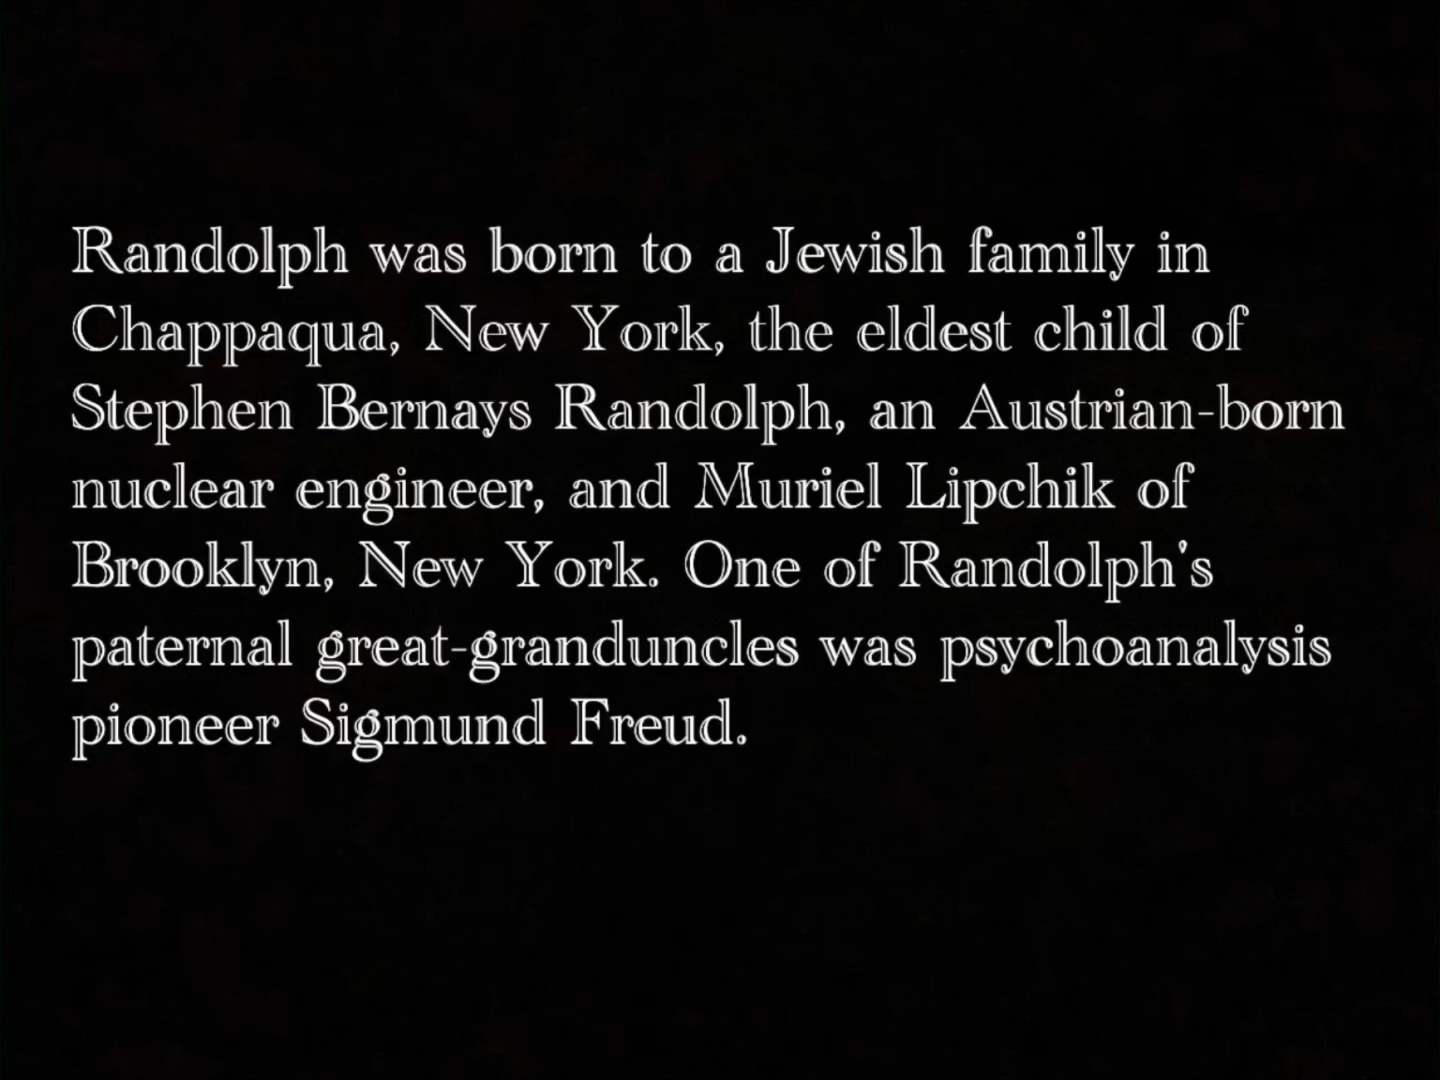 Randolph was born to a Jewish family in
Chappaqua, New York, the eldest child of
Stephen Bernays Randolph, an Austrian-born
nuclear engineer, and Muriel Lipchik of
Brooklyn, New York. One of Randolph's
paternal great-granduncles was psychoanalysis
pioneer Sigmund Freud.